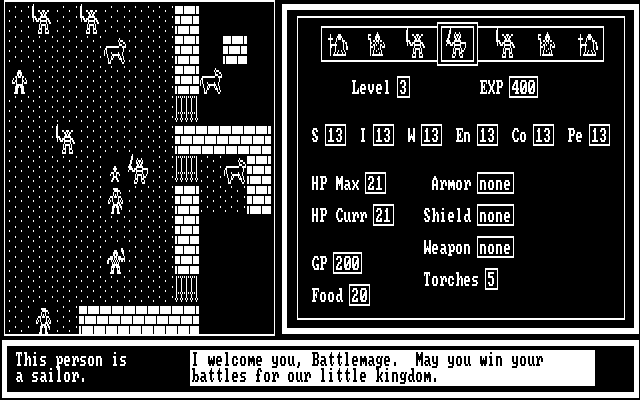 Level 3 EXP 400
S 13 I 13 W 13 En 13 Co 13 Pe 13
HP Max 21 Armor none
HP Curr 21 Shield none
Weapon none
GP 200
Torches 5
Food 20
This person is
a sailor.
I welcome you, Battlemage.  May you win your
battles for our little kingdom.